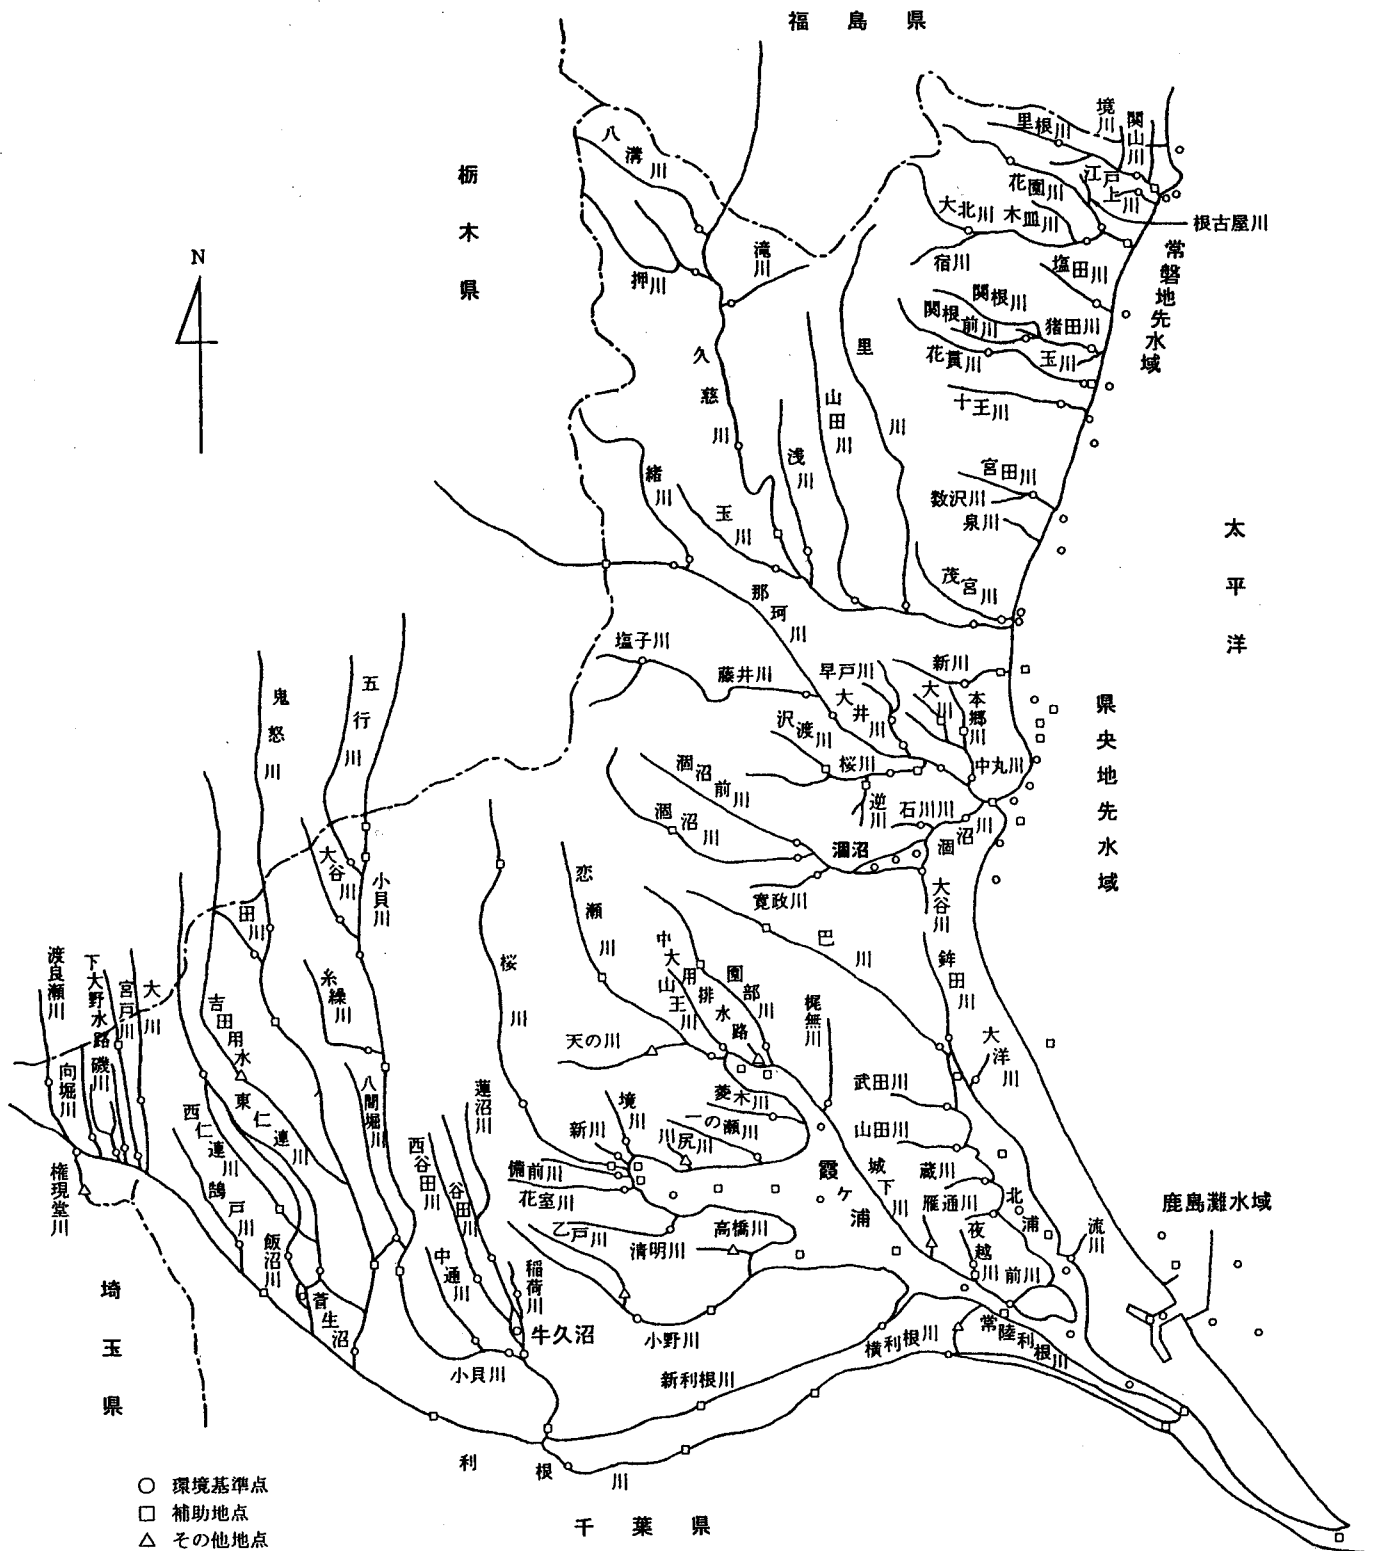 福島県
栃木県
N
八溝川
押川
滝川
久慈川
里川
山田川
浅川
緒川
玉川
里根川
境川
関山川
江戸上川
花園川
木皿川
大北川
根古屋川
宿川
塩田川
常磐地先水域
関根川
関根前川
猪田川
花貫川
玉川
十王川
宮田川
数沢川
泉川
茂宮川
太平洋
那珂川
塩子川
藤井川
早戸川
大井川
新川
大川
本郷川
沢渡川
桜川
中丸川
逆川
石川川
涸沼前川
涸沼川
涸沼
涸沼川
県央地先水域
寛政川
大谷川
鬼怒川
五行川
大谷川
小貝川
田川
糸繰川
桜川
恋瀬川
巴川
鉾田川
大洋川
中大用排水路
園部川
山王川
梶無川
天の川
菱木川
一の瀬川
境川
川尻川
新川
備前川
花室川
武田川
山田川
蔵川
雁通川
城下川
霞ヶ浦
北浦
夜越川
前川
流川
鹿島灘水域
渡良瀬川
下大野水路
宮戸川
大川
向堀川
磯川
権現堂川
吉田用水
東仁連川
西仁連川
鵠戸川
飯沼川
菅生沼
八間堀川
蓮沼川
西谷田川
谷田川
中通川
稲荷川
牛久沼
小貝川
乙戸川
清明川
高橋川
小野川
新利根川
横利根川
常陸利根川
利根川
埼玉県
千葉県
○ 環境基準点
□ 補助地点
△ その他地点